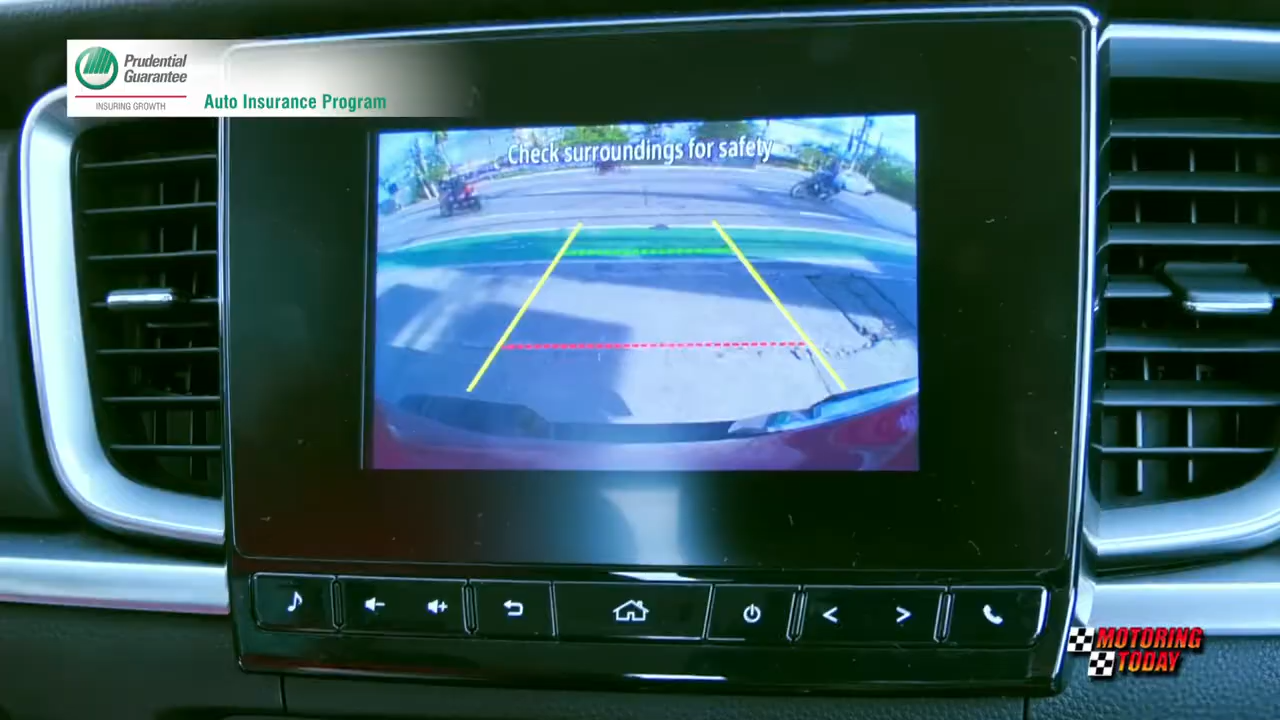 Prudential
Guarantee
INSURING GROWTH
Auto Insurance Program
Check surroundings for safety
MOTORING
TODAY